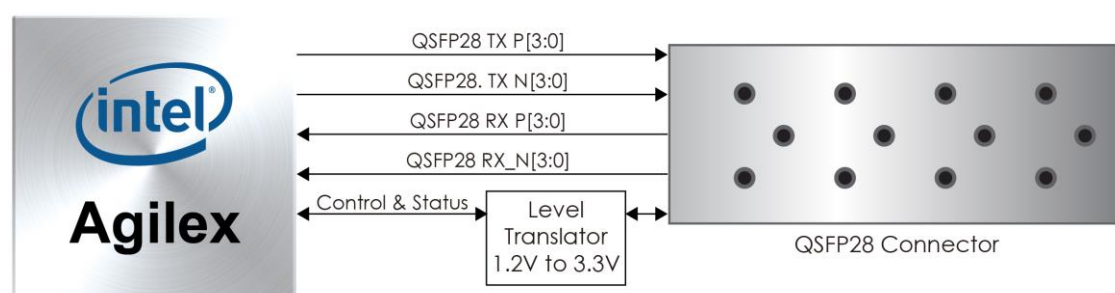 intel®
Agilex
QSFP28 TX P[3:0]
QSFP28. TX N[3:0]
QSFP28 RX P[3:0]
QSFP28 RX_N[3:0]
Control & Status
Level
Translator
1.2V to 3.3V
QSFP28 Connector